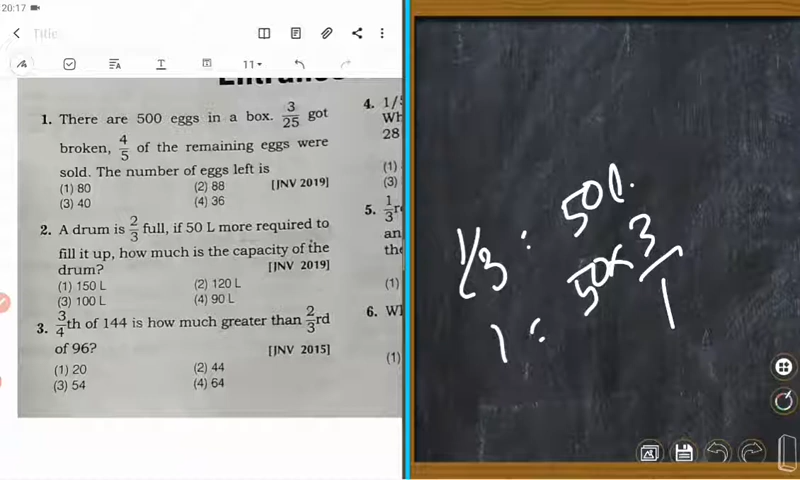 20:17
Title
11
1. There are 500 eggs in a box. 3/25 got
broken, 4/5 of the remaining eggs were
sold. The number of eggs left is
(1) 80 (2) 88 [JNV 2019]
(3) 40 (4) 36
2. A drum is 2/3 full, if 50 L more required to
fill it up, how much is the capacity of the
drum? [JNV 2019]
(1) 150 L (2) 120 L
(3) 100 L (4) 90 L
3. 3/4th of 144 is how much greater than 2/3rd
of 96? [JNV 2015]
(1) 20 (2) 44
(3) 54 (4) 64
4. 1/
Wh
28
(1)
(3)
5. 1/3r
an
the
(1)
6. W
(1)
1/3 : 50l.
1 : 50×3/1